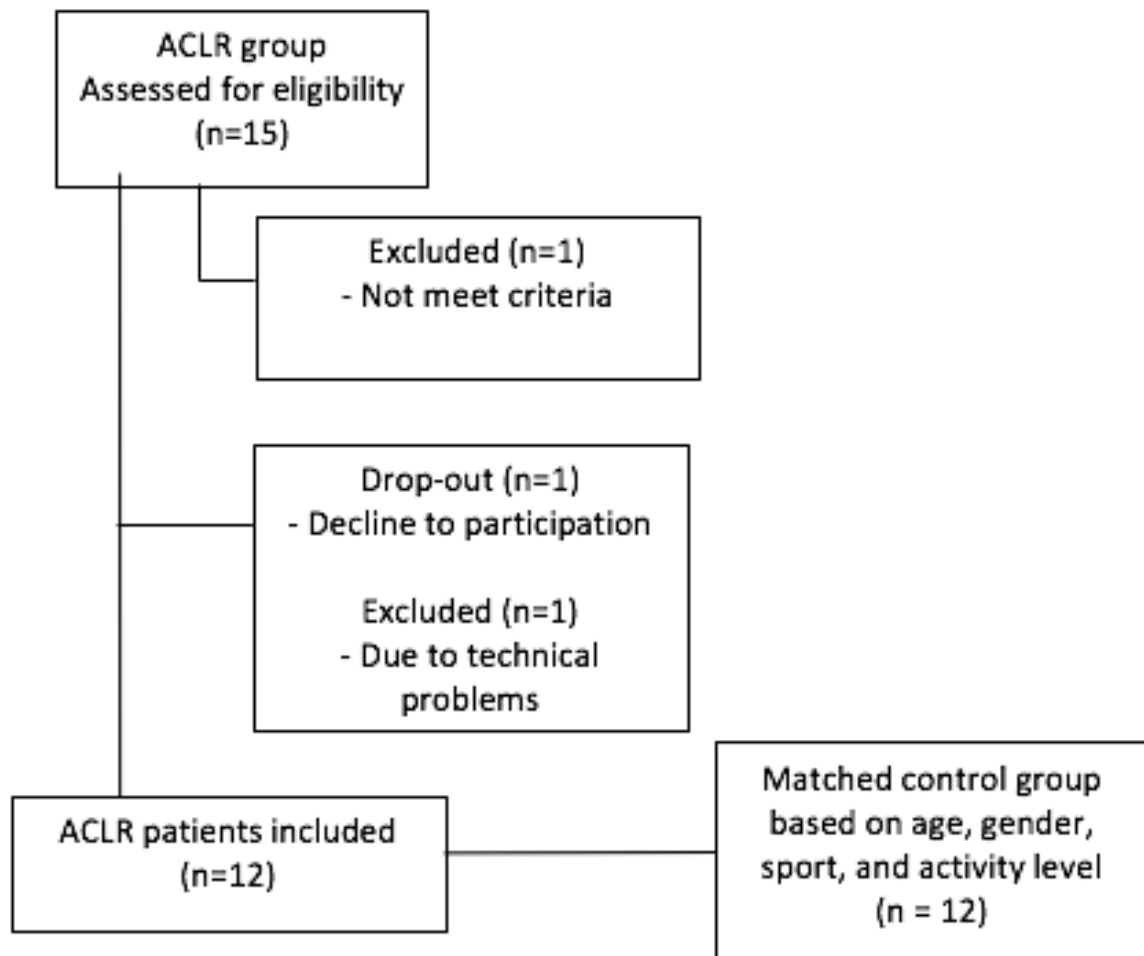 ACLR group
Assessed for eligibility
(n=15)
Excluded (n=1)
- Not meet criteria
Drop-out (n=1)
- Decline to participation
Excluded (n=1)
- Due to technical
problems
ACLR patients included
(n=12)
Matched control group
based on age, gender,
sport, and activity level
(n = 12)